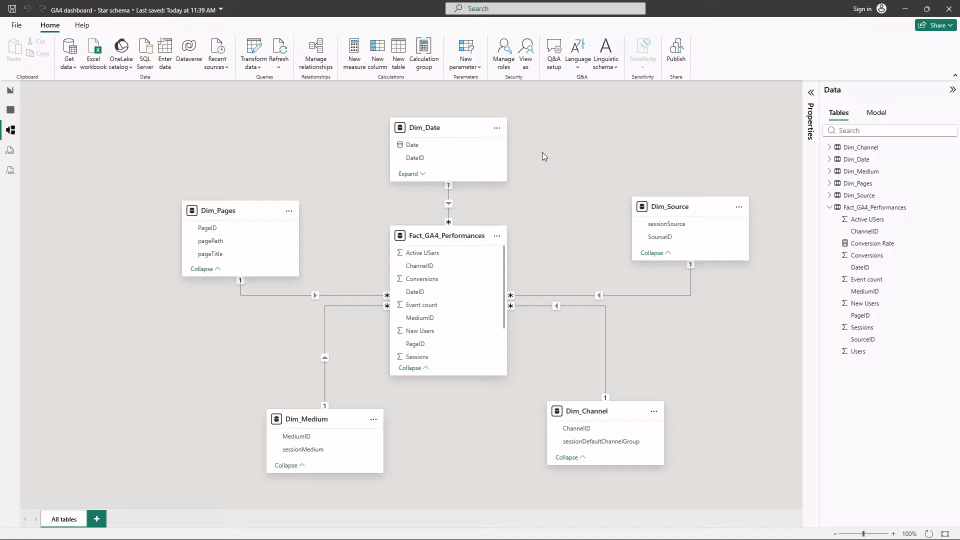 GA4 dashboard - Star schema • Last saved: Today at 11:39 AM
Search
Sign in
File
Home
Help
Share
Paste
Cut
Copy
Clipboard
Get data
Excel workbook
OneLake catalog
SQL Server
Enter data
Dataverse
Recent sources
Data
Transform data
Refresh
Queries
Manage relationships
Relationships
New measure
New column
New table
Calculation group
Calculations
New parameter
Parameters
Manage roles
View as
Security
Q&A setup
Language
Linguistic schema
Q&A
Sensitivity
Sensitivity
Publish
Share
Dim_Date
Date
DateID
Expand
1
*
Dim_Pages
PageID
pagePath
pageTitle
Collapse
1
*
Dim_Source
sessionSource
SourceID
Collapse
1
*
Fact_GA4_Performances
Active USers
ChannelID
Conversions
DateID
Event count
MediumID
New Users
PageID
Sessions
Collapse
*
*
Dim_Medium
MediumID
sessionMedium
Collapse
1
Dim_Channel
ChannelID
sessionDefaultChannelGroup
Collapse
1
Properties
Data
Tables
Model
Search
Dim_Channel
Dim_Date
Dim_Medium
Dim_Pages
Dim_Source
Fact_GA4_Performances
Active USers
ChannelID
Conversion Rate
Conversions
DateID
Event count
MediumID
New Users
PageID
Sessions
SourceID
Users
All tables
100%